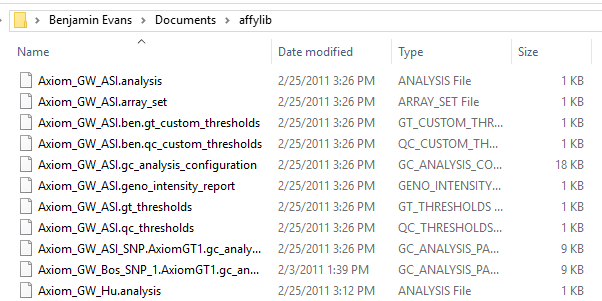 Benjamin Evans > Documents > affylib
Name Date modified Type Size
Axiom_GW_ASI.analysis 2/25/2011 3:26 PM ANALYSIS File 1 KB
Axiom_GW_ASI.array_set 2/25/2011 3:26 PM ARRAY_SET File 1 KB
Axiom_GW_ASI.ben.gt_custom_thresholds 2/25/2011 3:26 PM GT_CUSTOM_THR... 1 KB
Axiom_GW_ASI.ben.qc_custom_thresholds 2/25/2011 3:26 PM QC_CUSTOM_TH... 1 KB
Axiom_GW_ASI.gc_analysis_configuration 2/25/2011 3:26 PM GC_ANALYSIS_CO... 18 KB
Axiom_GW_ASI.geno_intensity_report 2/25/2011 3:26 PM GENO_INTENSITY... 1 KB
Axiom_GW_ASI.gt_thresholds 2/25/2011 3:26 PM GT_THRESHOLDS ... 1 KB
Axiom_GW_ASI.qc_thresholds 2/25/2011 3:26 PM QC_THRESHOLDS... 1 KB
Axiom_GW_ASI_SNP.AxiomGT1.gc_analy... 2/25/2011 3:26 PM GC_ANALYSIS_PA... 9 KB
Axiom_GW_Bos_SNP_1.AxiomGT1.gc_an... 2/3/2011 1:39 PM GC_ANALYSIS_PA... 9 KB
Axiom_GW_Hu.analysis 2/25/2011 3:12 PM ANALYSIS File 1 KB